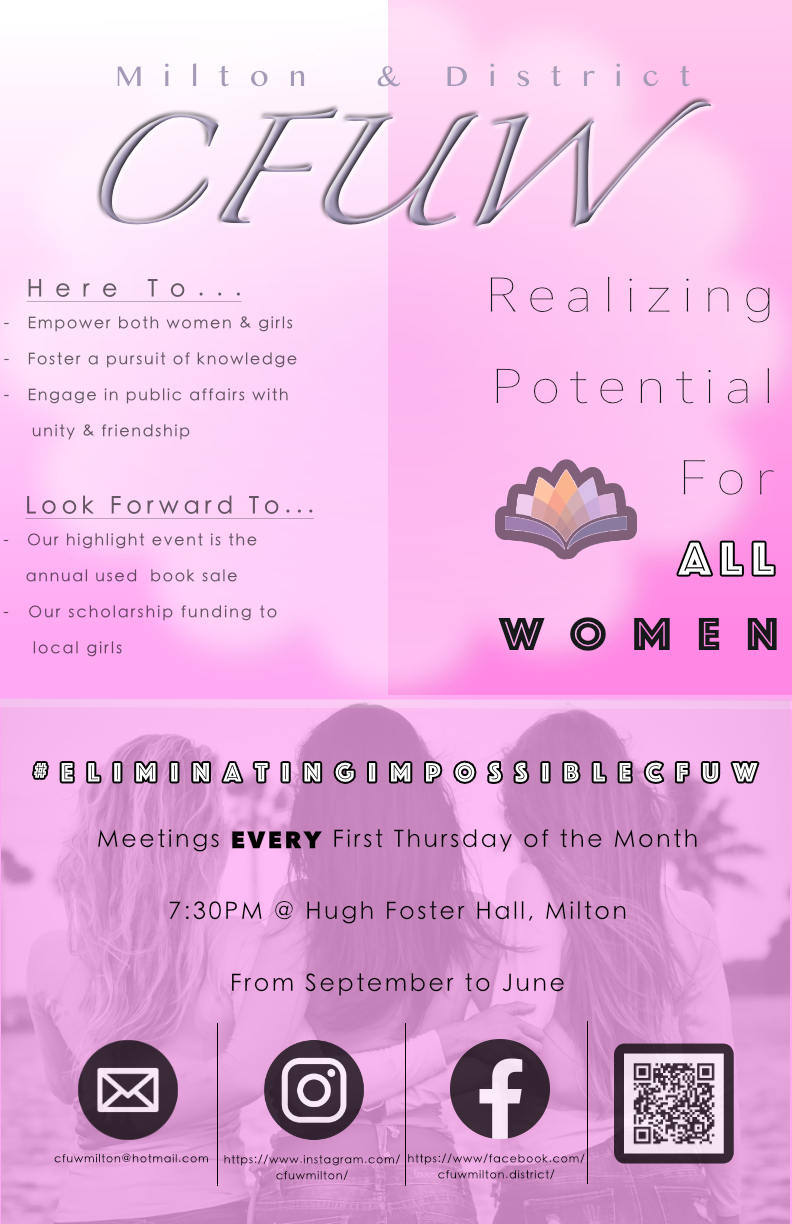 Milton & District
CFUW
Here To...
- Empower both women & girls
- Foster a pursuit of knowledge
- Engage in public affairs with
unity & friendship
Look Forward To...
- Our highlight event is the
annual used book sale
- Our scholarship funding to
local girls
Realizing
Potential
For
ALL
WOMEN
#ELIMINATINGIMPOSSIBLECFUW
Meetings EVERY First Thursday of the Month
7:30PM @ Hugh Foster Hall, Milton
From September to June
cfuwmilton@hotmail.com
https://www.instagram.com/
cfuwmilton/
https://www/facebook.com/
cfuwmilton.district/